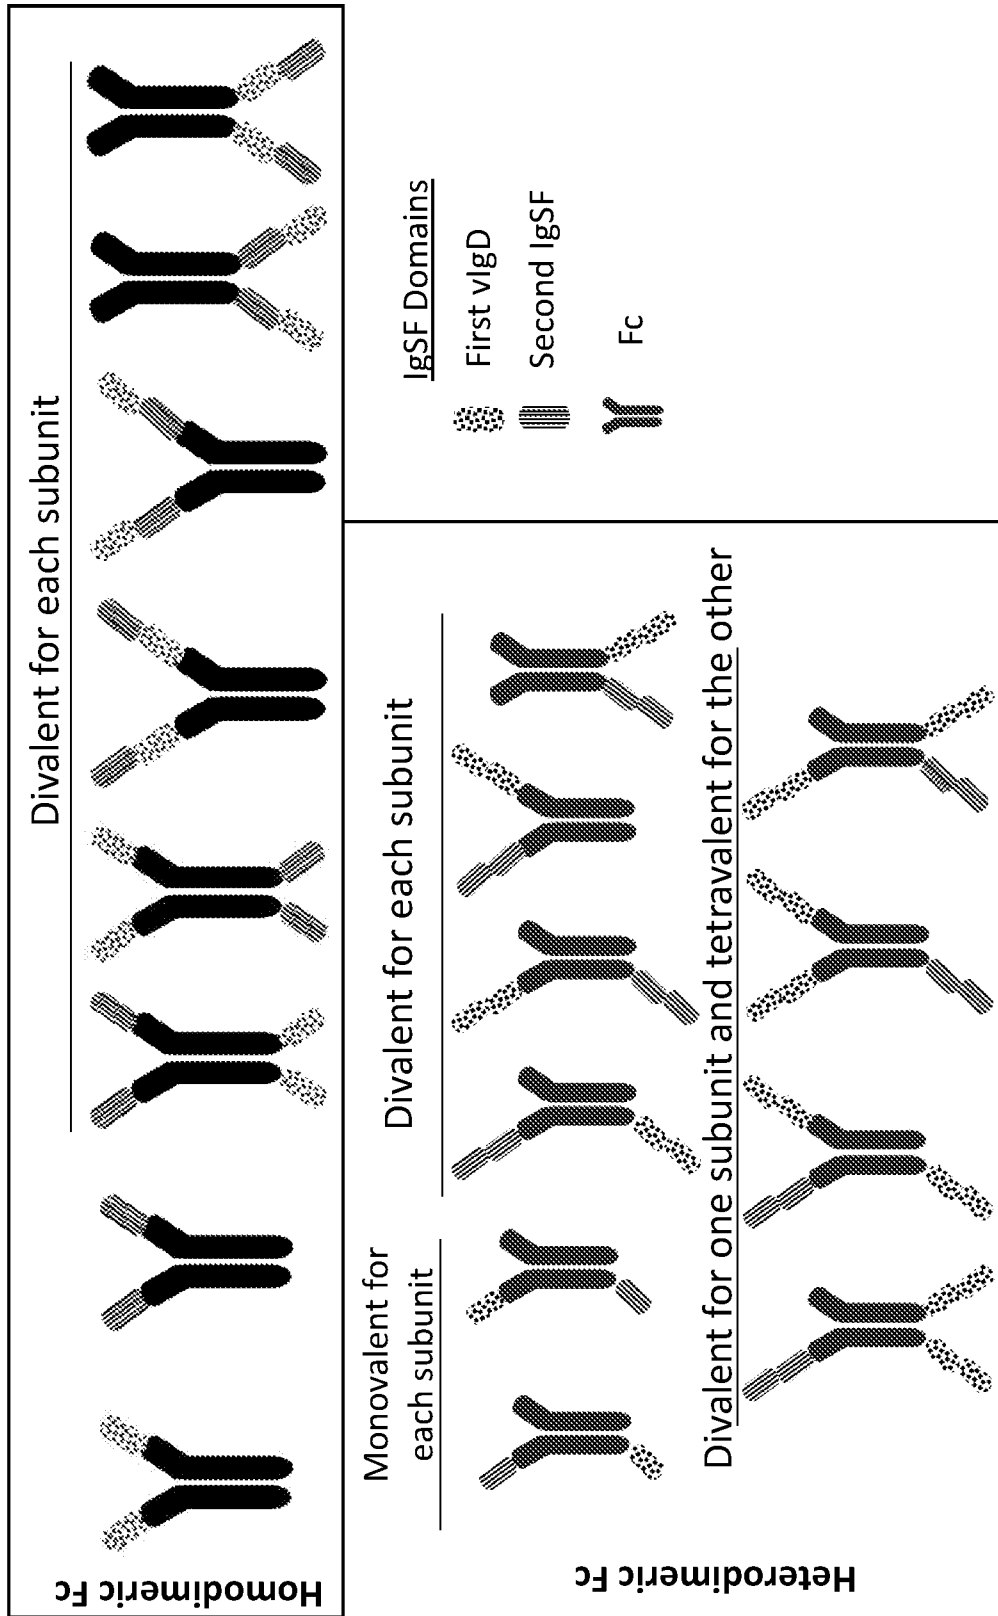 Homodimeric Fc
Divalent for each subunit
Heterodimeric Fc
Monovalent for
each subunit
Divalent for each subunit
Divalent for one subunit and tetravalent for the other
IgSF Domains
First vIgD
Second IgSF
Fc